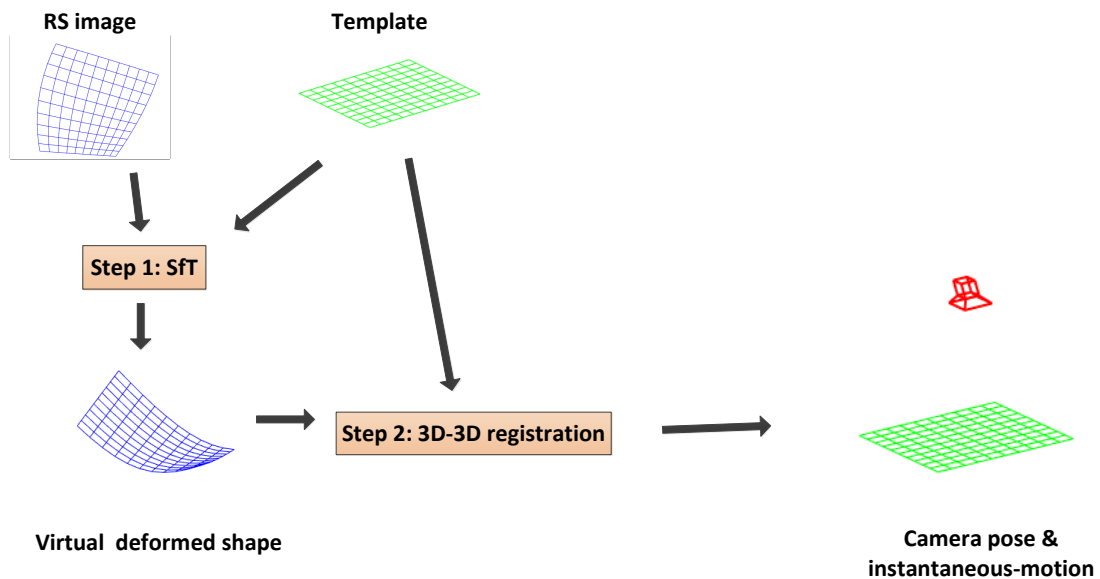 RS image
Template
Step 1: SfT
Step 2: 3D-3D registration
Virtual deformed shape
Camera pose &
instantaneous-motion